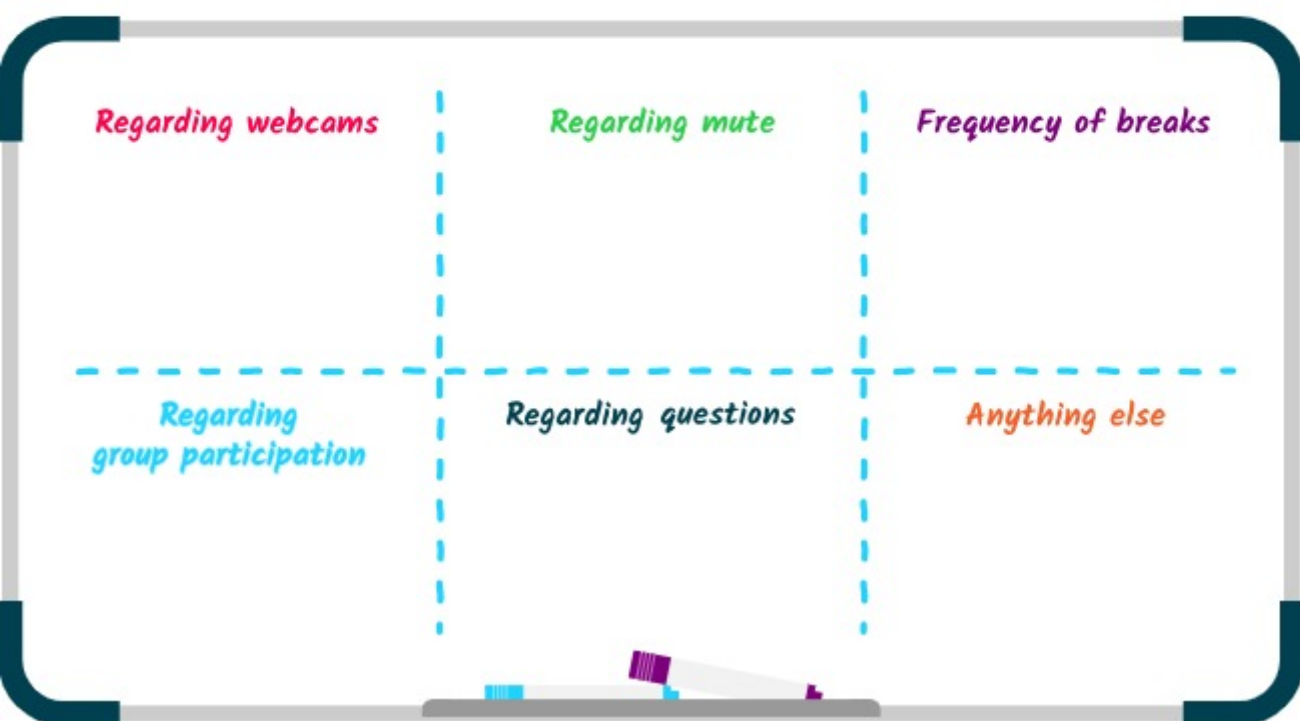 Regarding webcams
Regarding mute
Frequency of breaks
Regarding
group participation
Regarding questions
Anything else